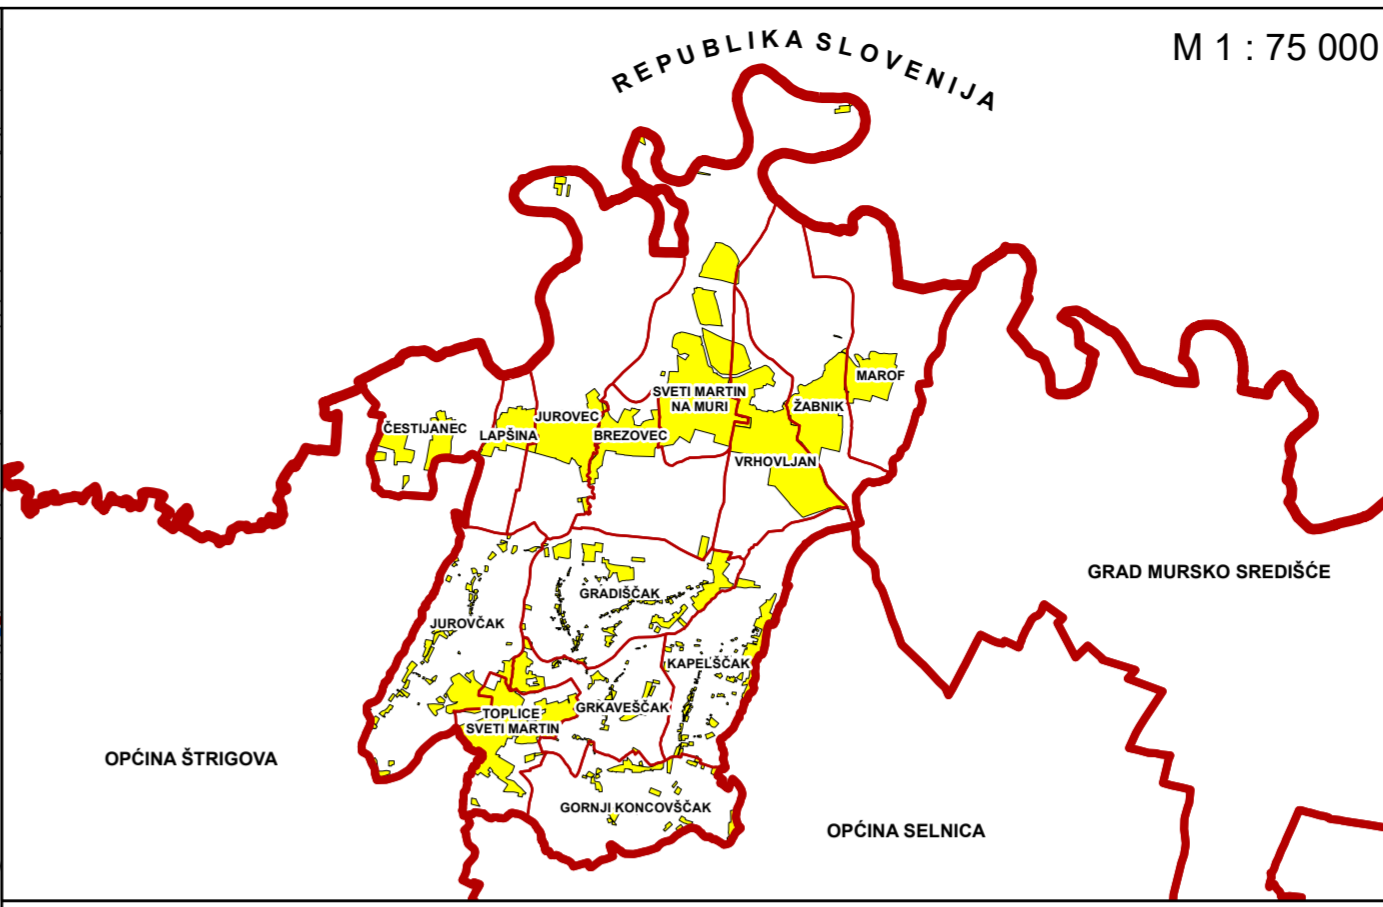 M 1 : 75 000
REPUBLIKA SLOVENIJA
MAROF
SVETI MARTIN
NA MURI
ŽABNIK
JUROVEC
ČESTIJANEC
LAPŠINA
BREZOVEC
VRHOVLJAN
GRAD MURSKO SREDIŠĆE
GRADIŠČAK
JUROVČAK
KAPELŠČAK
GRKAVEŠČAK
TOPLICE
SVETI MARTIN
OPĆINA ŠTRIGOVA
GORNJI KONCOVŠČAK
OPĆINA SELNICA